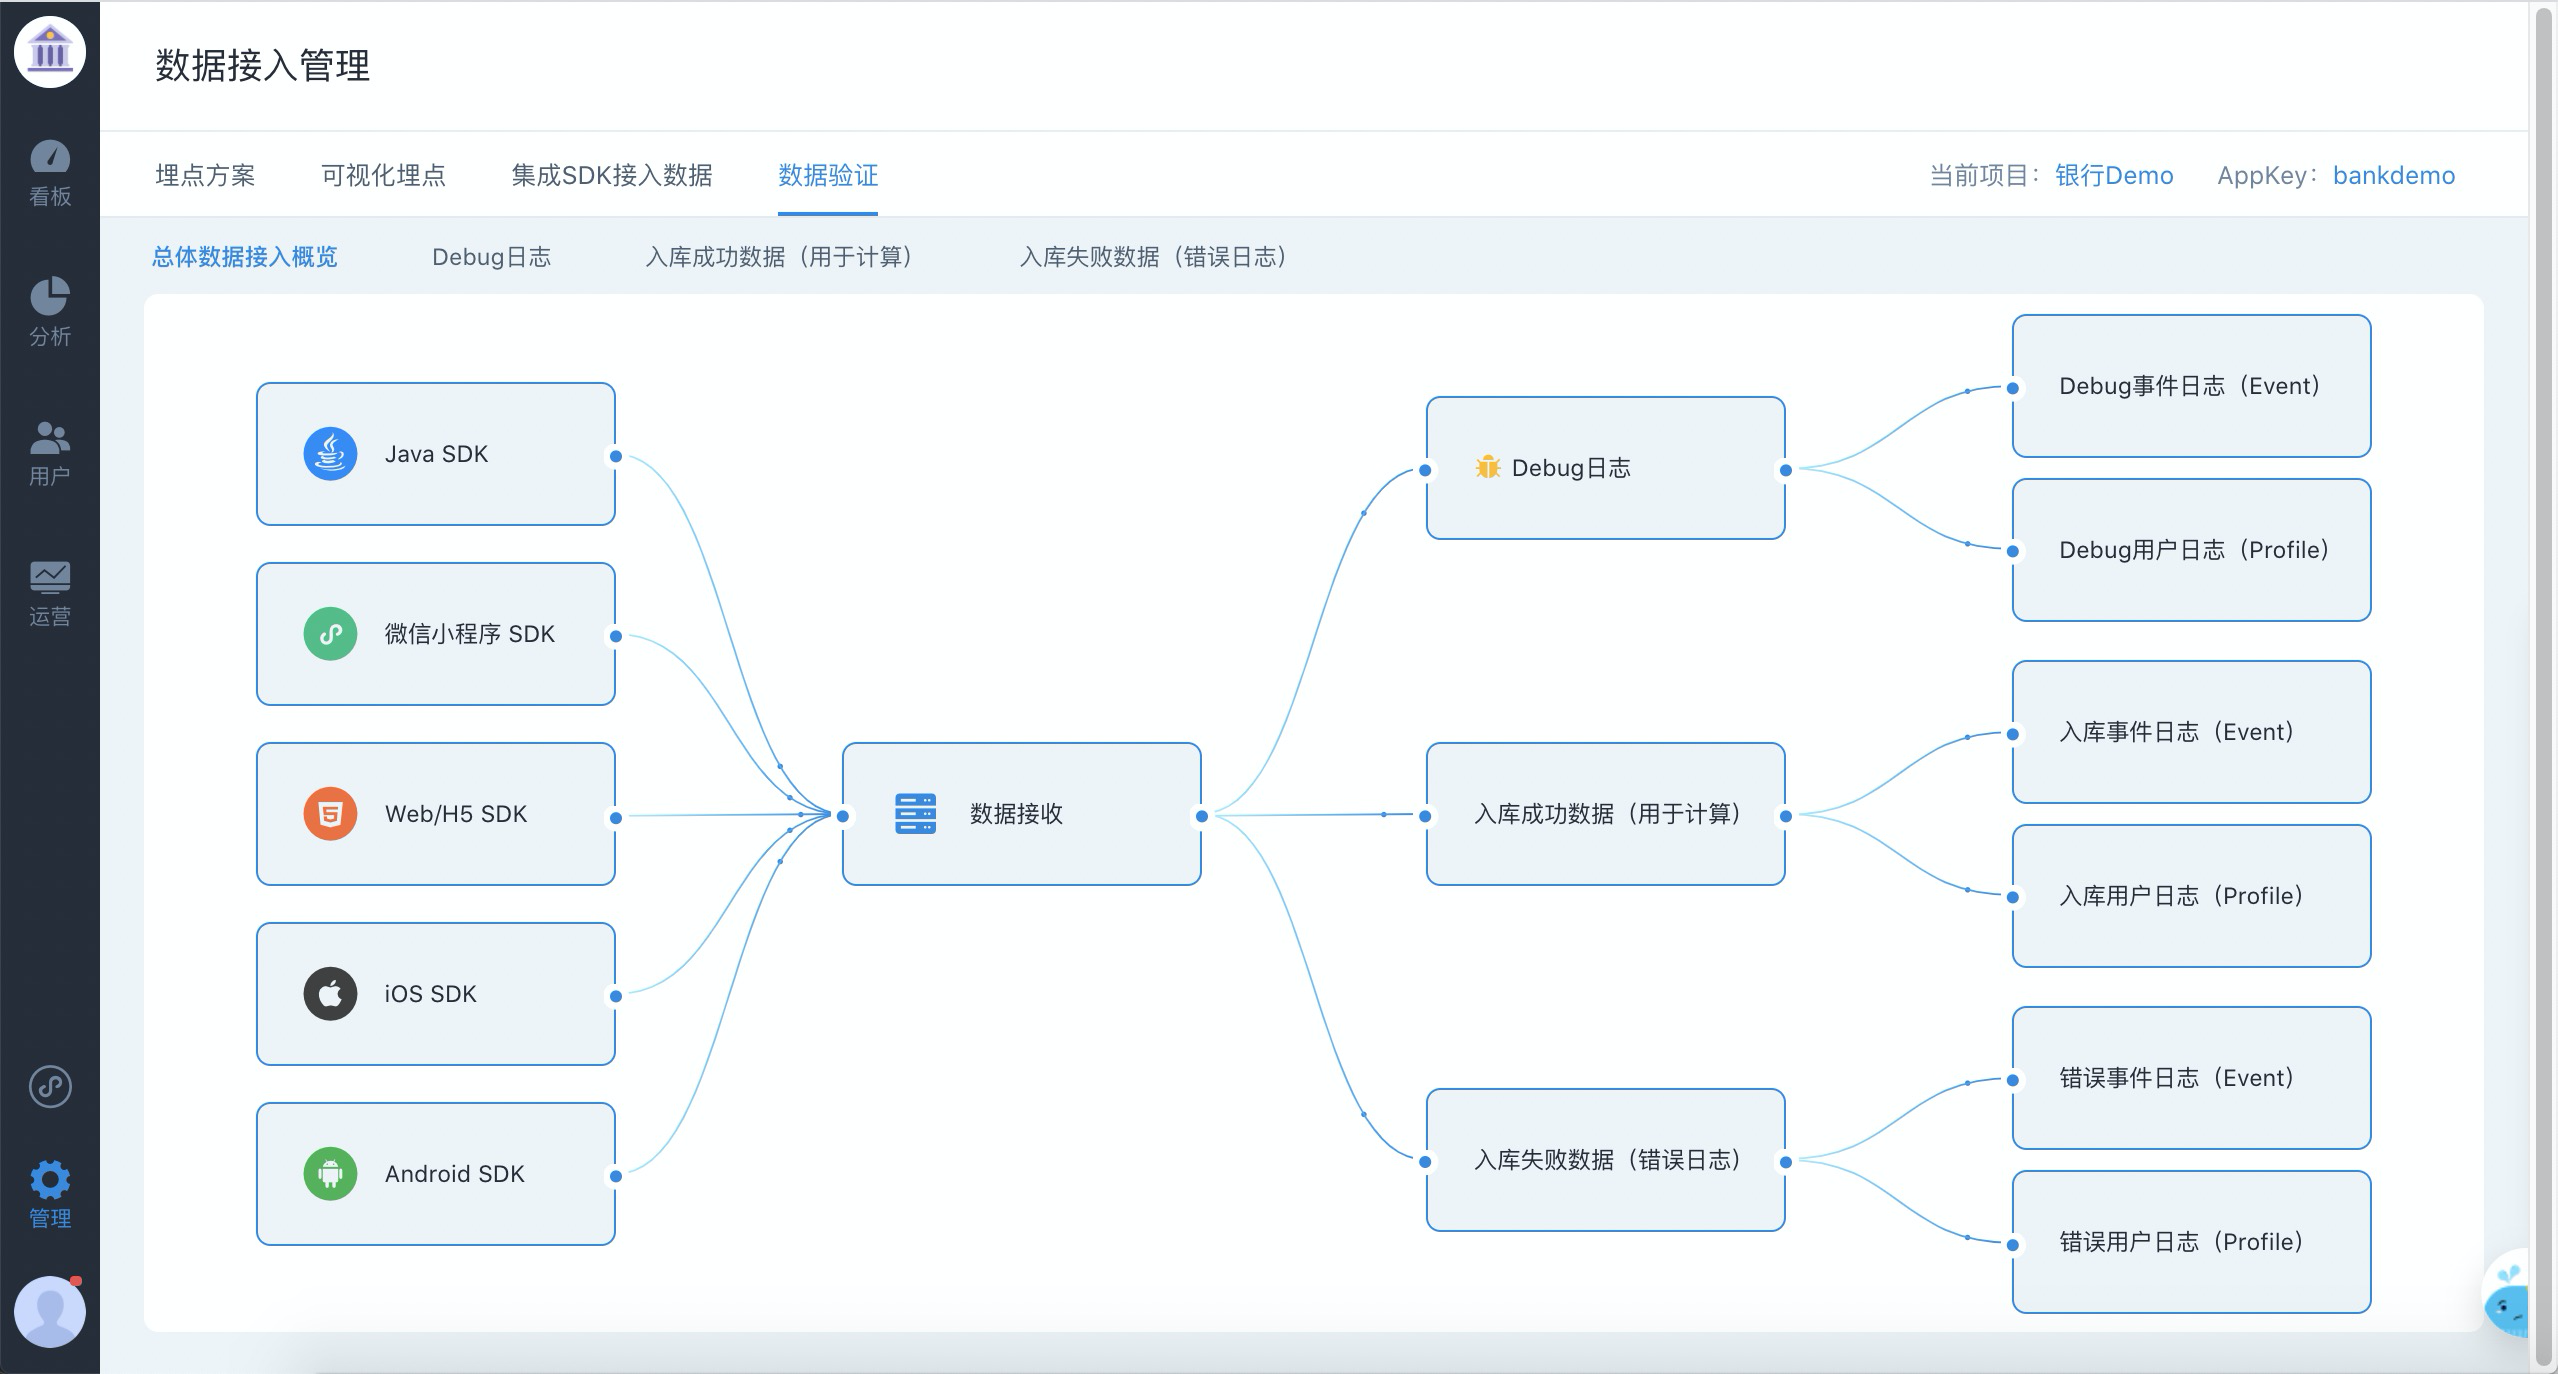 数据接入管理
看板
分析
用户
运营
管理
埋点方案
可视化埋点
集成SDK接入数据
数据验证
当前项目：银行Demo
AppKey：bankdemo
总体数据接入概览
Debug日志
入库成功数据（用于计算）
入库失败数据（错误日志）
Java SDK
微信小程序 SDK
Web/H5 SDK
iOS SDK
Android SDK
数据接收
Debug日志
入库成功数据（用于计算）
入库失败数据（错误日志）
Debug事件日志（Event）
Debug用户日志（Profile）
入库事件日志（Event）
入库用户日志（Profile）
错误事件日志（Event）
错误用户日志（Profile）